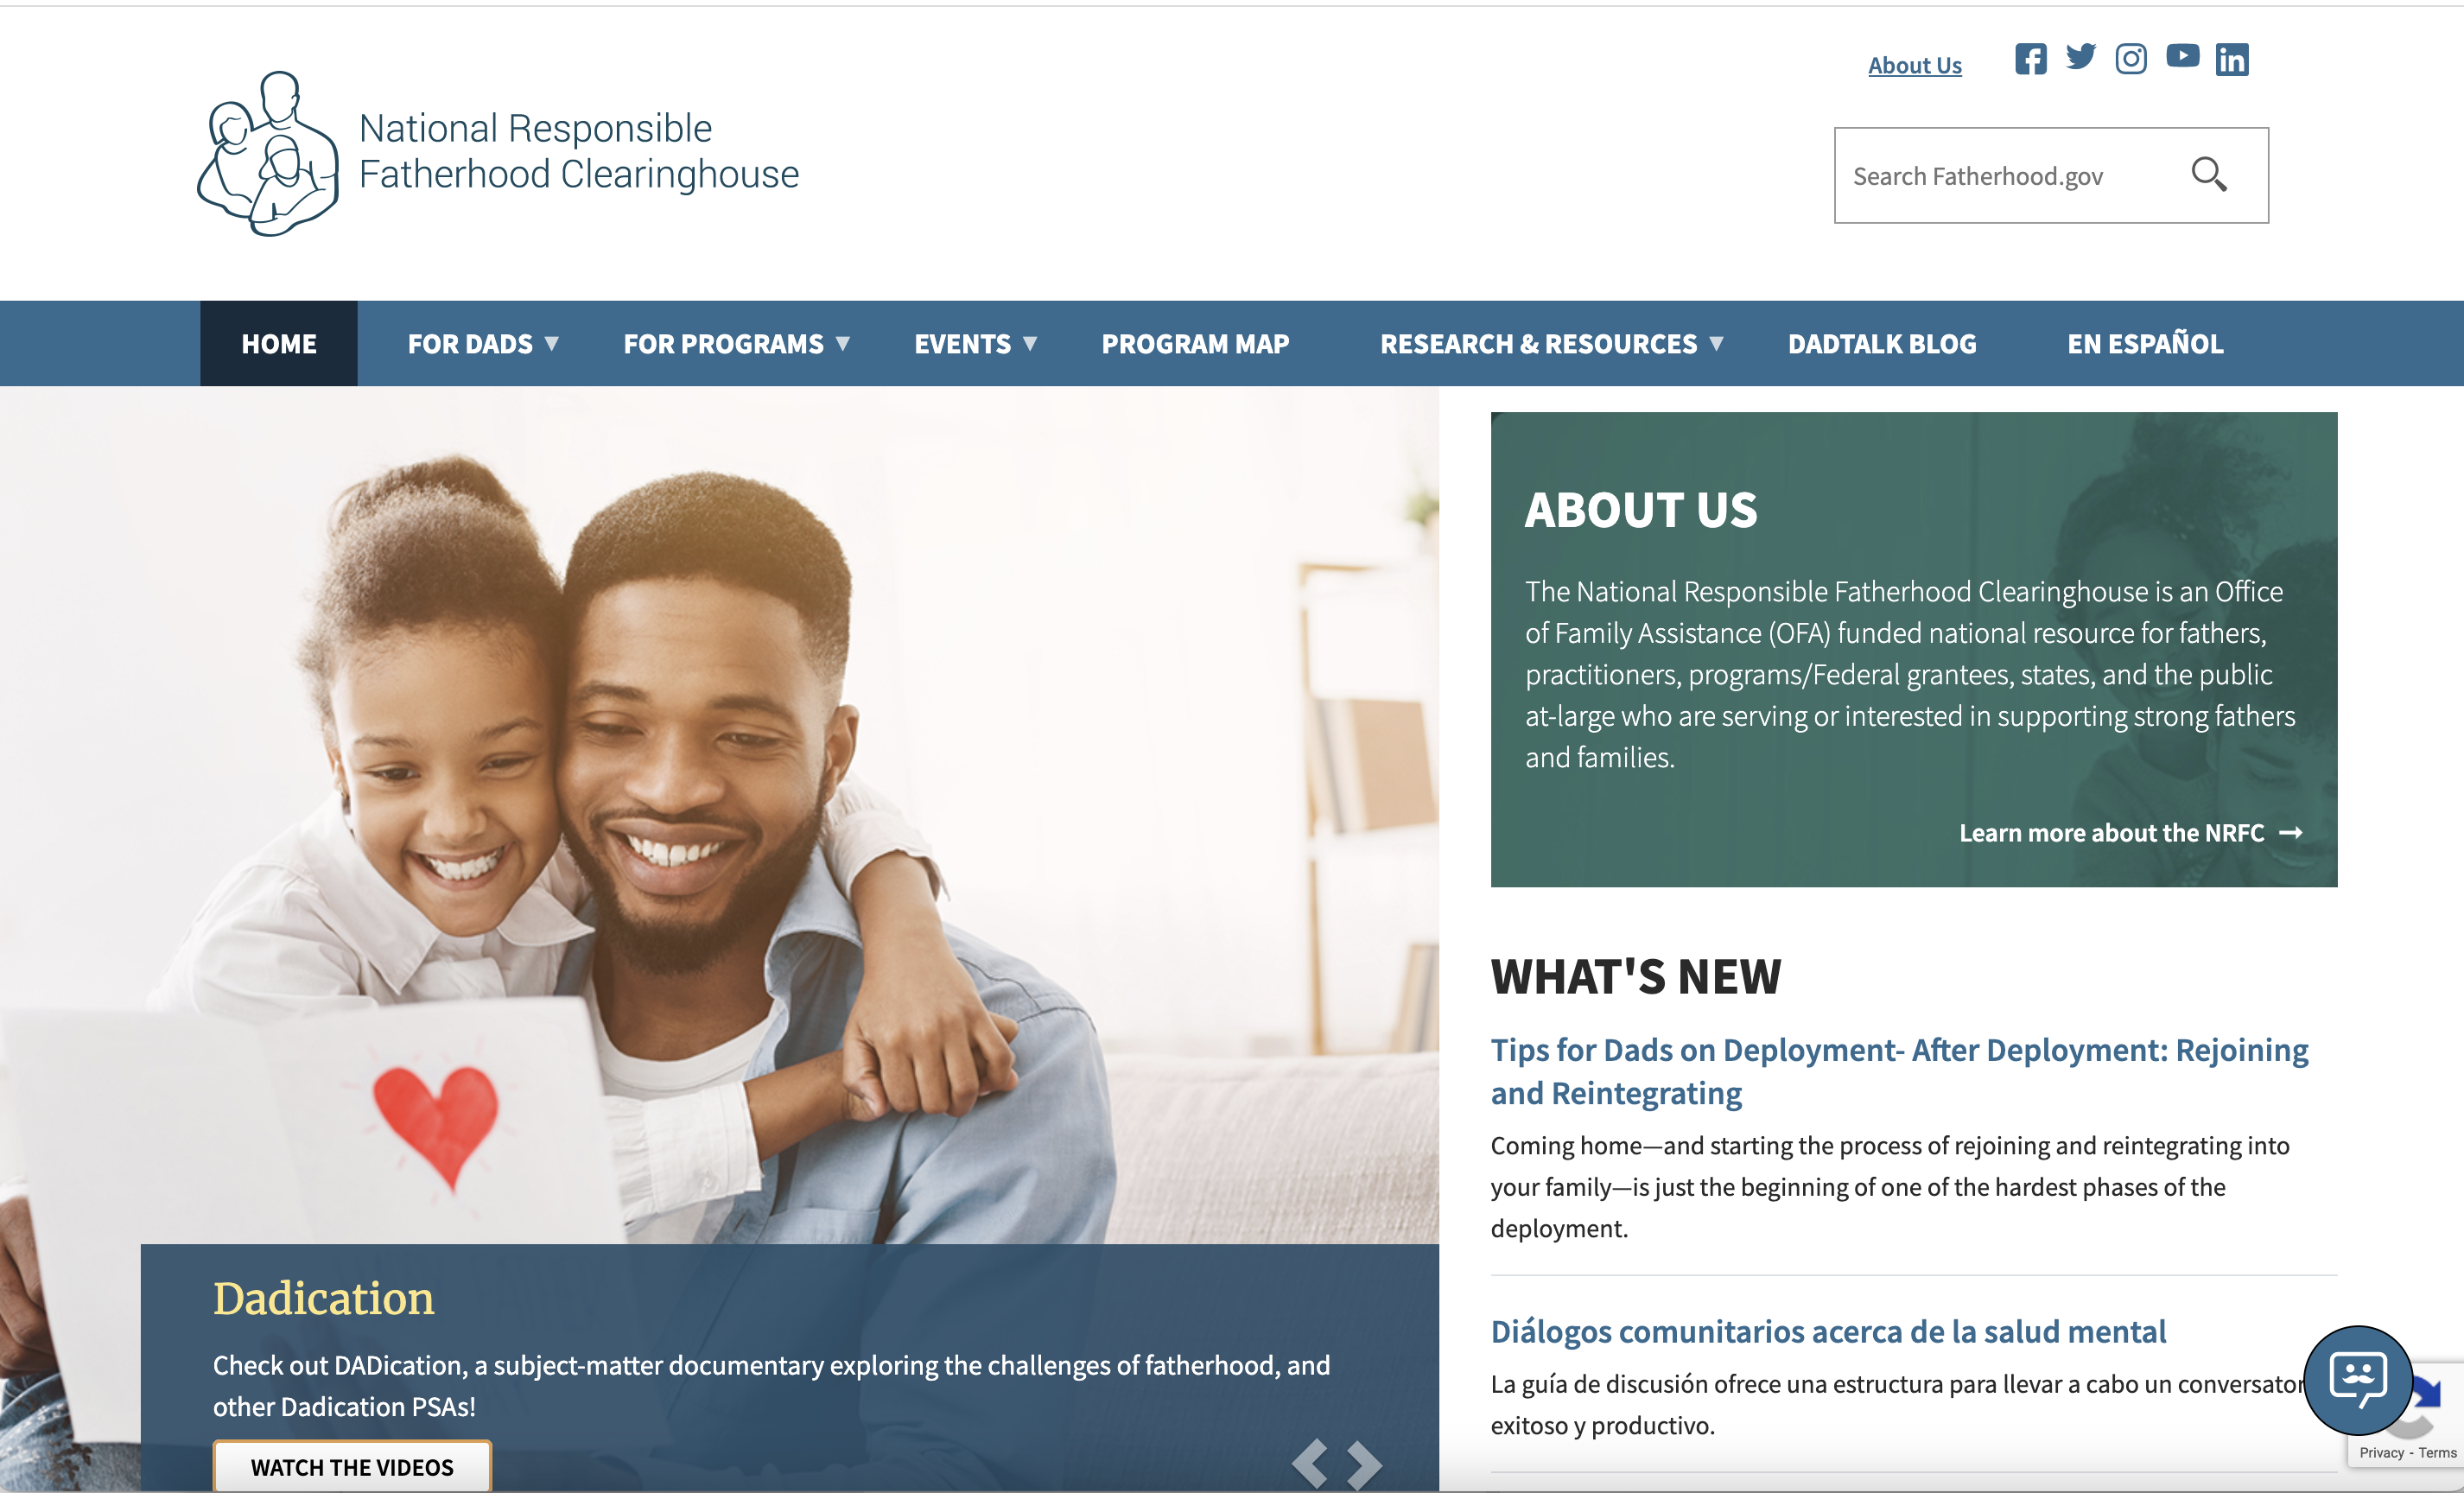 About Us
National Responsible
Fatherhood Clearinghouse
Search Fatherhood.gov
HOME
FOR DADS
FOR PROGRAMS
EVENTS
PROGRAM MAP
RESEARCH & RESOURCES
DADTALK BLOG
EN ESPAÑOL
Dadication
Check out DADication, a subject-matter documentary exploring the challenges of fatherhood, and
other Dadication PSAs!
WATCH THE VIDEOS
ABOUT US
The National Responsible Fatherhood Clearinghouse is an Office
of Family Assistance (OFA) funded national resource for fathers,
practitioners, programs/Federal grantees, states, and the public
at-large who are serving or interested in supporting strong fathers
and families.
Learn more about the NRFC →
WHAT'S NEW
Tips for Dads on Deployment- After Deployment: Rejoining
and Reintegrating
Coming home—and starting the process of rejoining and reintegrating into
your family—is just the beginning of one of the hardest phases of the
deployment.
Diálogos comunitarios acerca de la salud mental
La guía de discusión ofrece una estructura para llevar a cabo un
exitoso y productivo.
Privacy - Terms